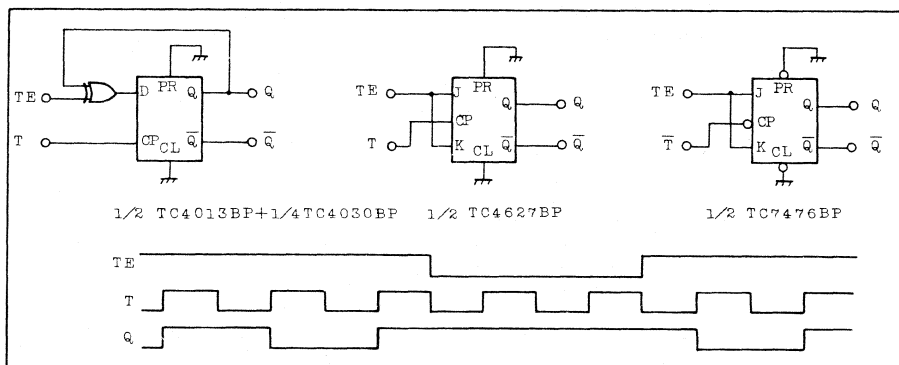 TE
T
D
PR
Q
CP
CL
Q̅
Q
Q̅
1/2 TC4013BP+1/4TC4030BP
TE
T
J
PR
CP
K
CL
Q
Q̅
Q
Q̅
1/2 TC4627BP
TE
T̅
J
PR
CP
K
CL
Q
Q̅
Q
Q̅
1/2 TC7476BP
TE
T
Q